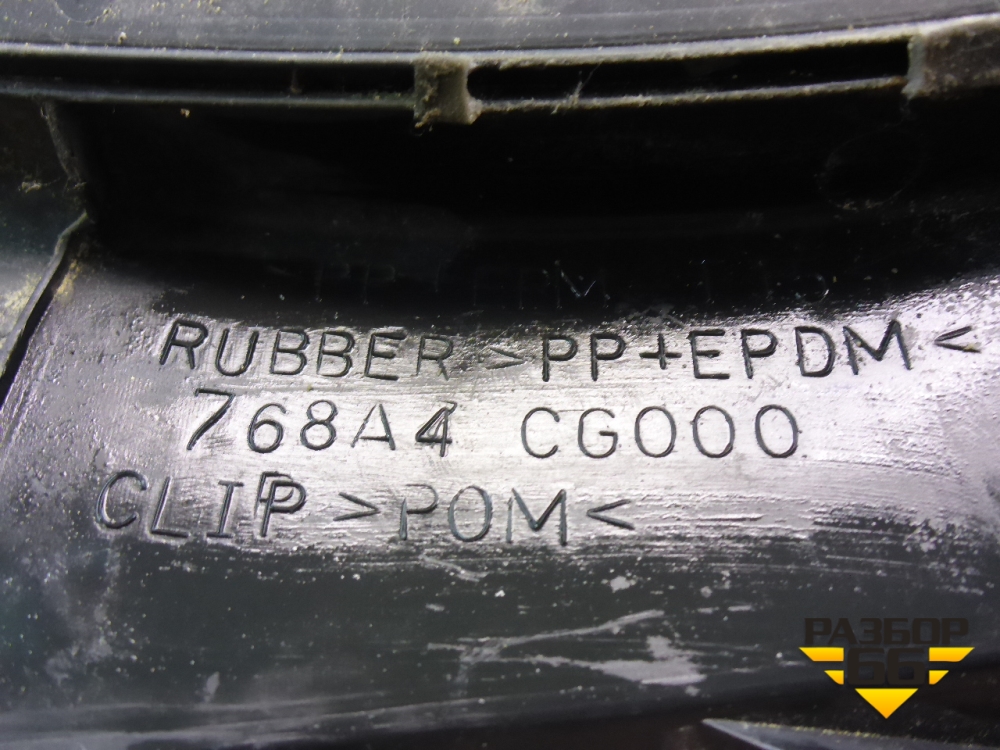 RUBBER >PP+EPDM<
768A4 CG000
CLIP >POM<
РАЗБОР
66